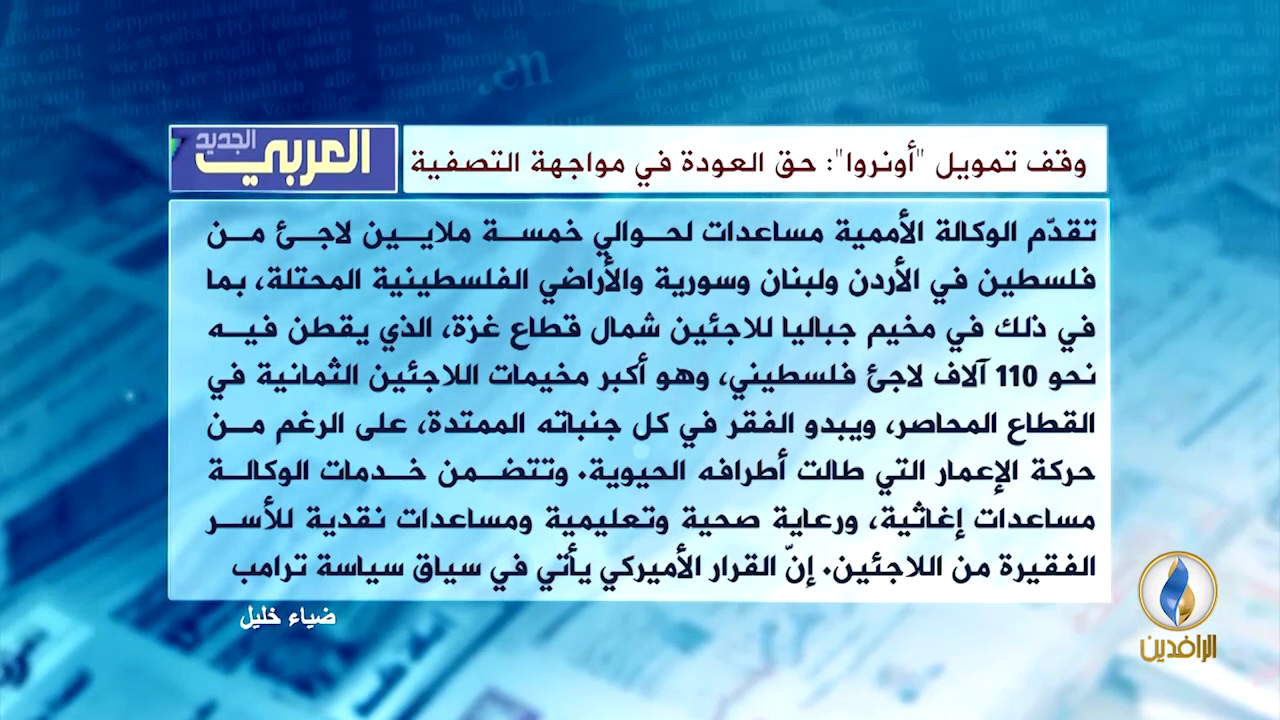 العربي الجديد
وقف تمويل "أونروا": حق العودة في مواجهة التصفية
تقدّم الوكالة الأممية مساعدات لحوالي خمسة ملايين لاجئ من
فلسطين في الأردن ولبنان وسورية والأراضي الفلسطينية المحتلة، بما
في ذلك في مخيم جباليا للاجئين شمال قطاع غزة، الذي يقطن فيه
نحو 110 آلاف لاجئ فلسطيني، وهو أكبر مخيمات اللاجئين الثمانية في
القطاع المحاصر، ويبدو الفقر في كل جنباته الممتدة، على الرغم من
حركة الإعمار التي طالت أطرافه الحيوية. وتتضمن خدمات الوكالة
مساعدات إغاثية، ورعاية صحية وتعليمية ومساعدات نقدية للأسر
الفقيرة من اللاجئين. إنّ القرار الأميركي يأتي في سياق سياسة ترامب
ضياء خليل
الرافدين